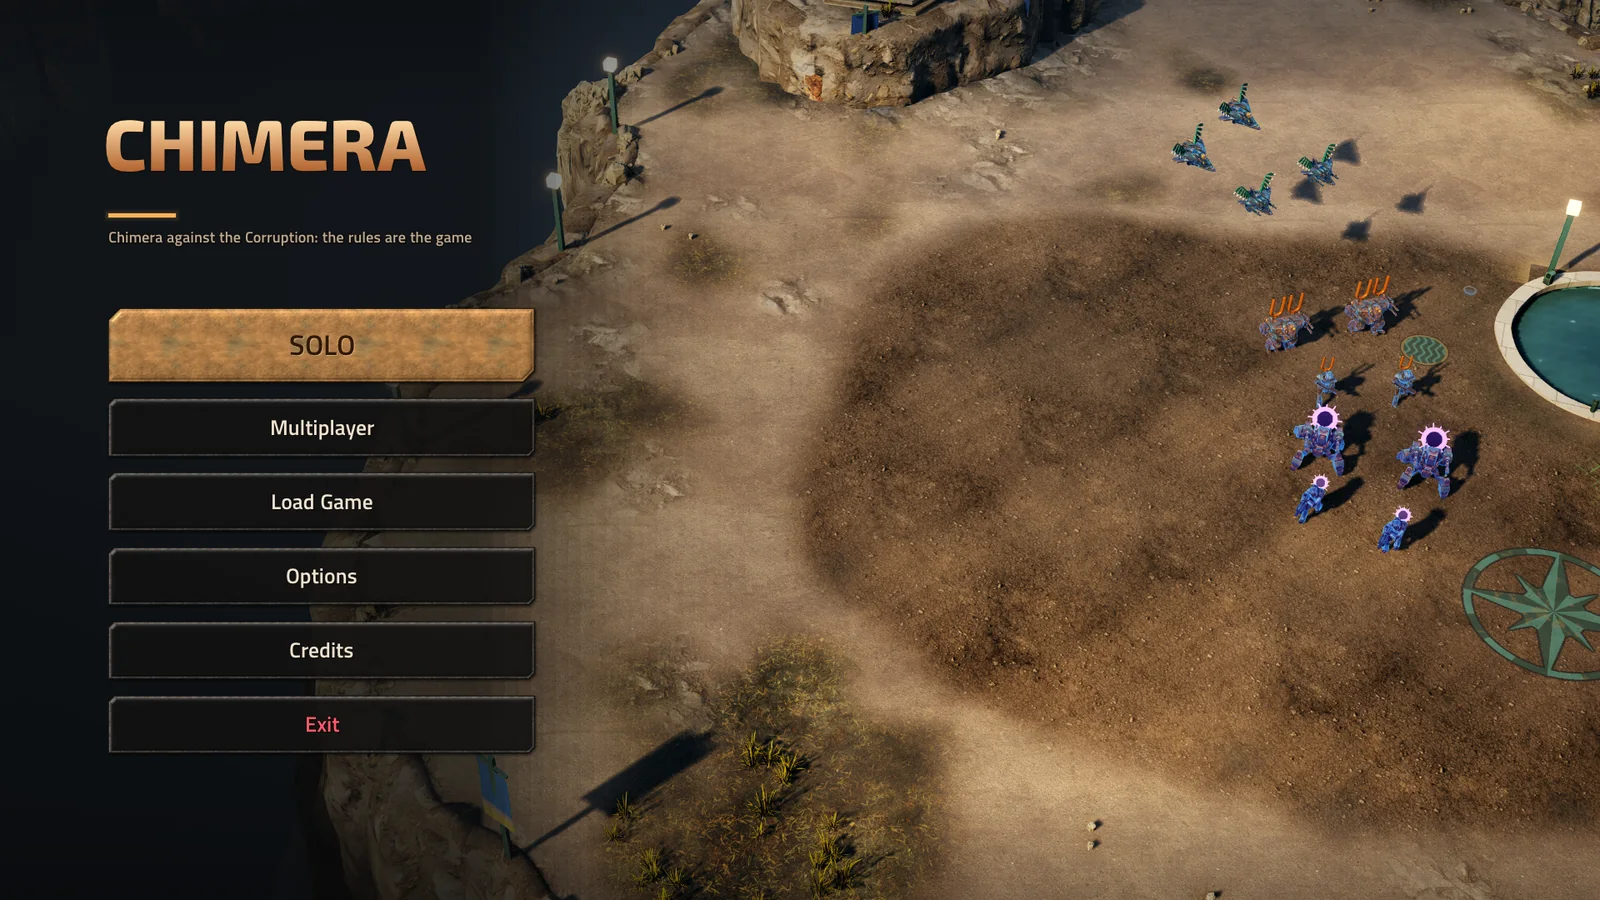 CHIMERA
Chimera against the Corruption: the rules are the game
SOLO
Multiplayer
Load Game
Options
Credits
Exit